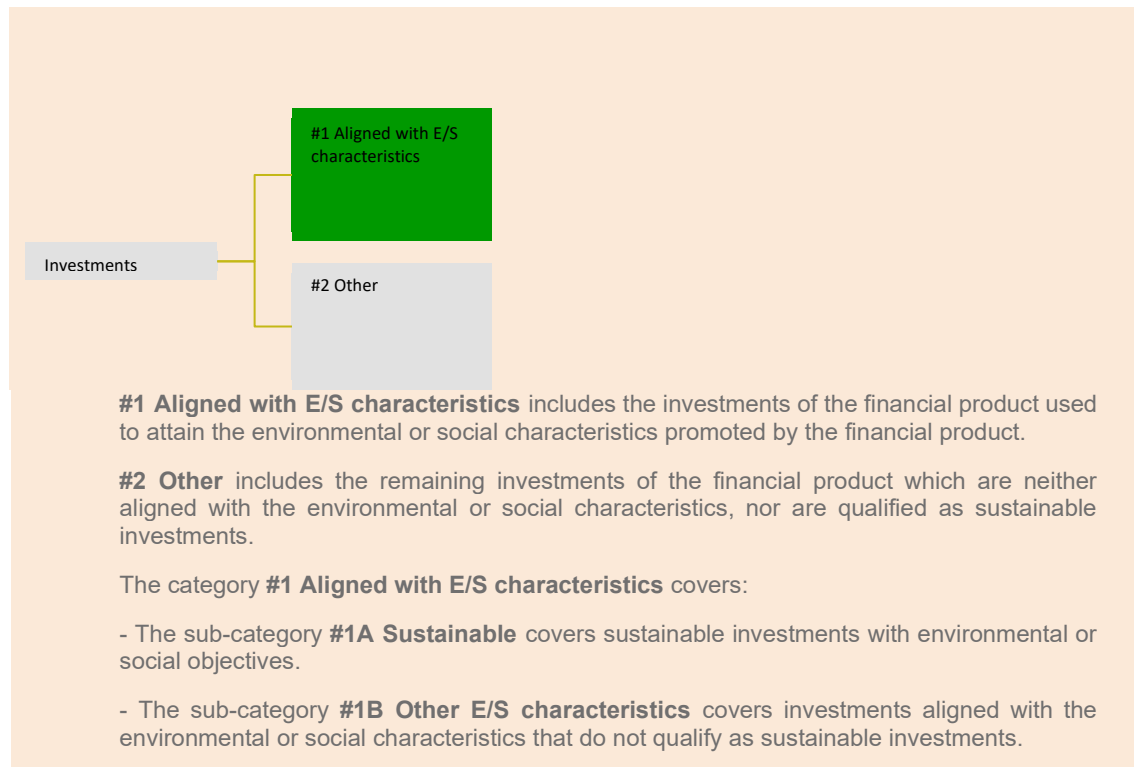 #1 Aligned with E/S
characteristics
Investments
#2 Other
#1 Aligned with E/S characteristics includes the investments of the financial product used
to attain the environmental or social characteristics promoted by the financial product.
#2 Other includes the remaining investments of the financial product which are neither
aligned with the environmental or social characteristics, nor are qualified as sustainable
investments.
The category #1 Aligned with E/S characteristics covers:
- The sub-category #1A Sustainable covers sustainable investments with environmental or
social objectives.
- The sub-category #1B Other E/S characteristics covers investments aligned with the
environmental or social characteristics that do not qualify as sustainable investments.